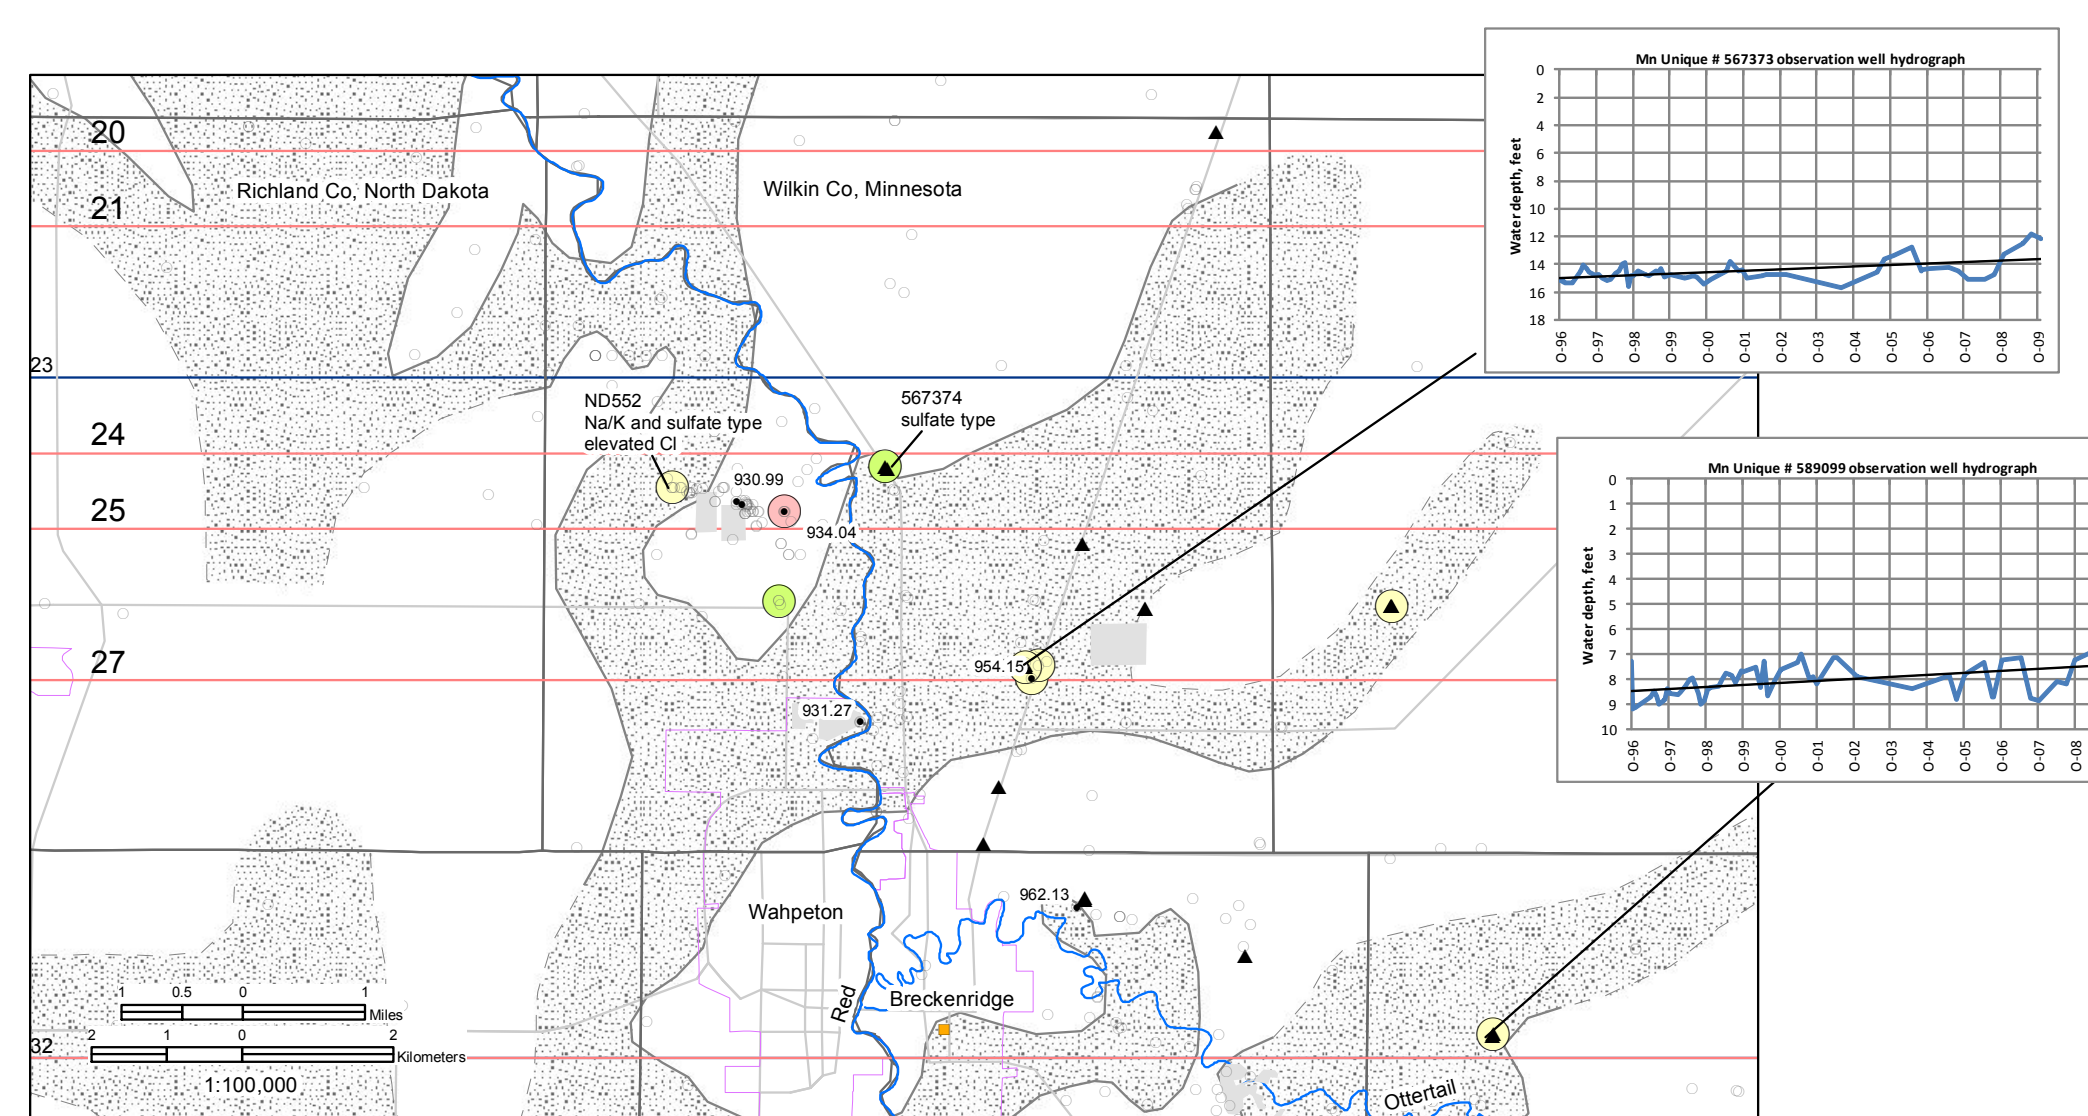 Mn Unique # 567373 observation well hydrograph
Water depth, feet
0
2
4
6
8
10
12
14
16
18
O-96
O-97
O-98
O-99
O-00
O-01
O-02
O-03
O-04
O-05
O-06
O-07
O-08
O-09
20
Richland Co, North Dakota
Wilkin Co, Minnesota
21
23
ND552
Na/K and sulfate type
elevated Cl
567374
sulfate type
24
930.99
25
934.04
Mn Unique # 589099 observation well hydrograph
Water depth, feet
0
1
2
3
4
5
6
7
8
9
10
O-96
O-97
O-98
O-99
O-00
O-01
O-02
O-03
O-04
O-05
O-06
O-07
O-08
27
954.15
931.27
962.13
Wahpeton
Breckenridge
Red
Ottertail
1 0.5 0 1
Miles
2 1 0 2
Kilometers
32
1:100,000